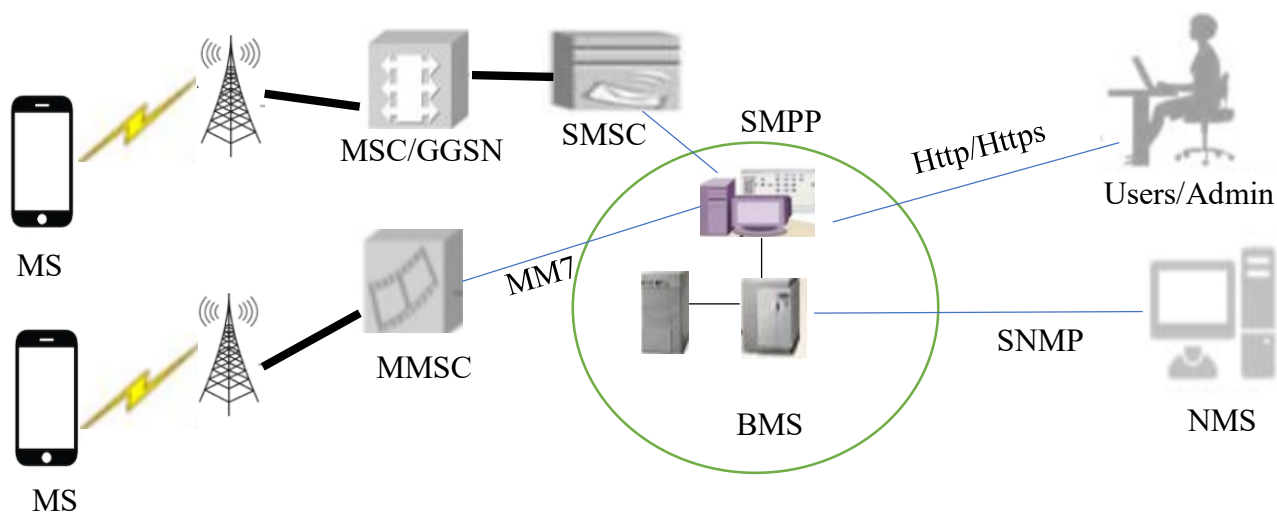 MSC/GGSN
SMSC
SMPP
Http/Https
Users/Admin
MS
MM7
MMSC
SNMP
BMS
NMS
MS